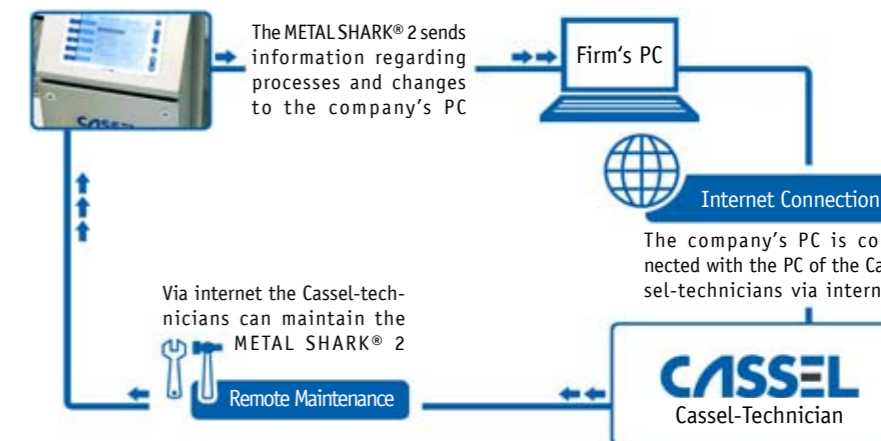 The METAL SHARK® 2 sends
information regarding
processes and changes
to the company's PC
Firm's PC
CASSEL
Internet Connection
The company's PC is co
nected with the PC of the Ca
sel-technicians via intern
Via internet the Cassel-tech-
nicians can maintain the
METAL SHARK® 2
Remote Maintenance
CASSEL
Cassel-Technician